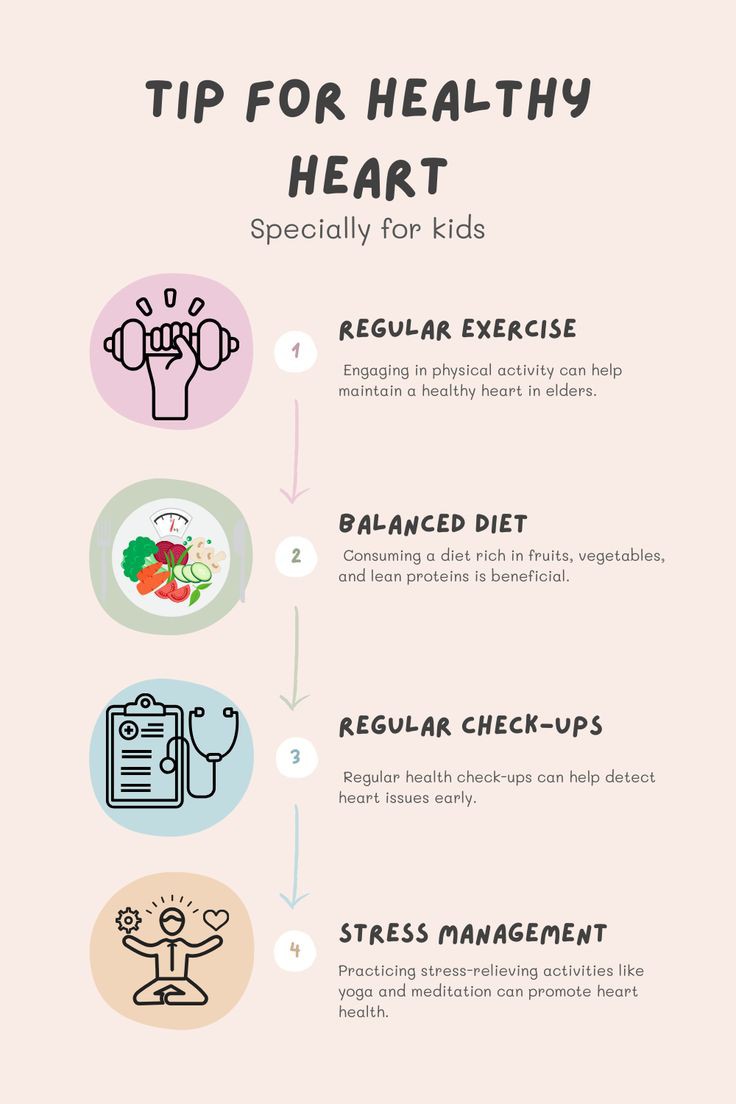 TIP FOR HEALTHY
HEART
Specially for kids
1
REGULAR EXERCISE
Engaging in physical activity can help
maintain a healthy heart in elders.
2
BALANCED DIET
Consuming a diet rich in fruits, vegetables,
and lean proteins is beneficial.
3
REGULAR CHECK-UPS
Regular health check-ups can help detect
heart issues early.
4
STRESS MANAGEMENT
Practicing stress-relieving activities like
yoga and meditation can promote heart
health.